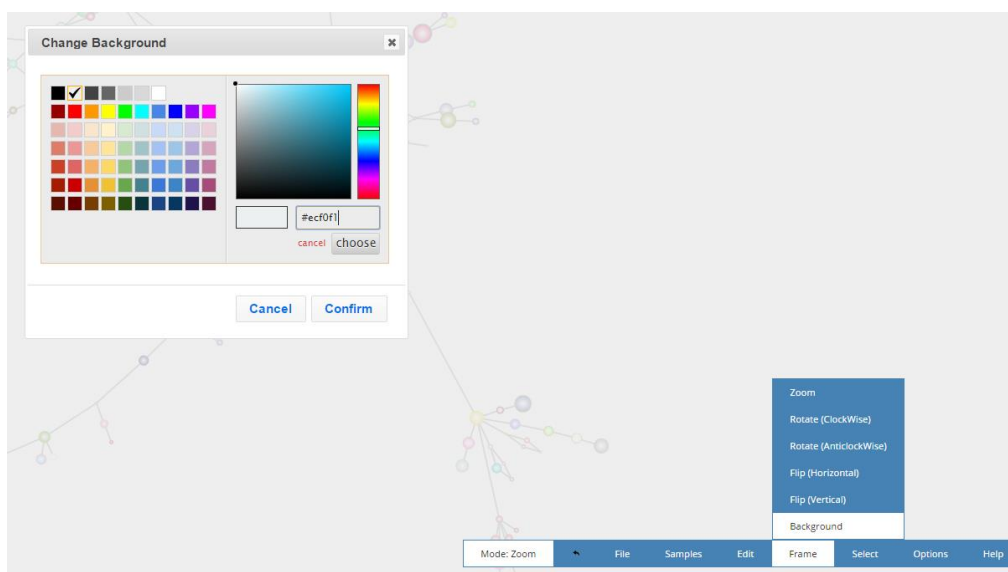 Change Background
#ecf0f1
cancel choose
Cancel Confirm
Zoom
Rotate (ClockWise)
Rotate (AnticlockWise)
Flip (Horizontal)
Flip (Vertical)
Background
Mode: Zoom File Samples Edit Frame Select Options Help